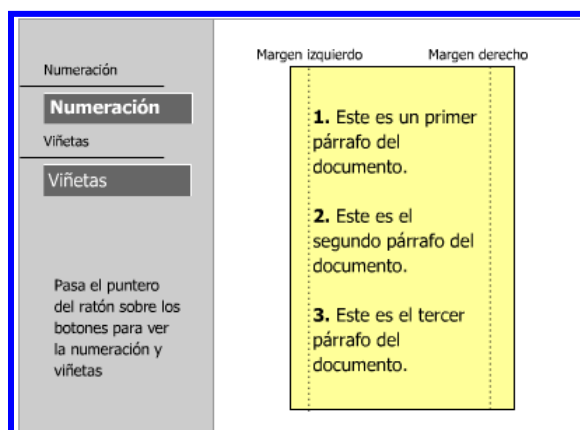 Numeración
Numeración
Viñetas
Viñetas
Pasa el puntero
del ratón sobre los
botones para ver
la numeración y
viñetas
Margen izquierdo Margen derecho
1. Este es un primer
párrafo del
documento.
2. Este es el
segundo párrafo del
documento.
3. Este es el tercer
párrafo del
documento.